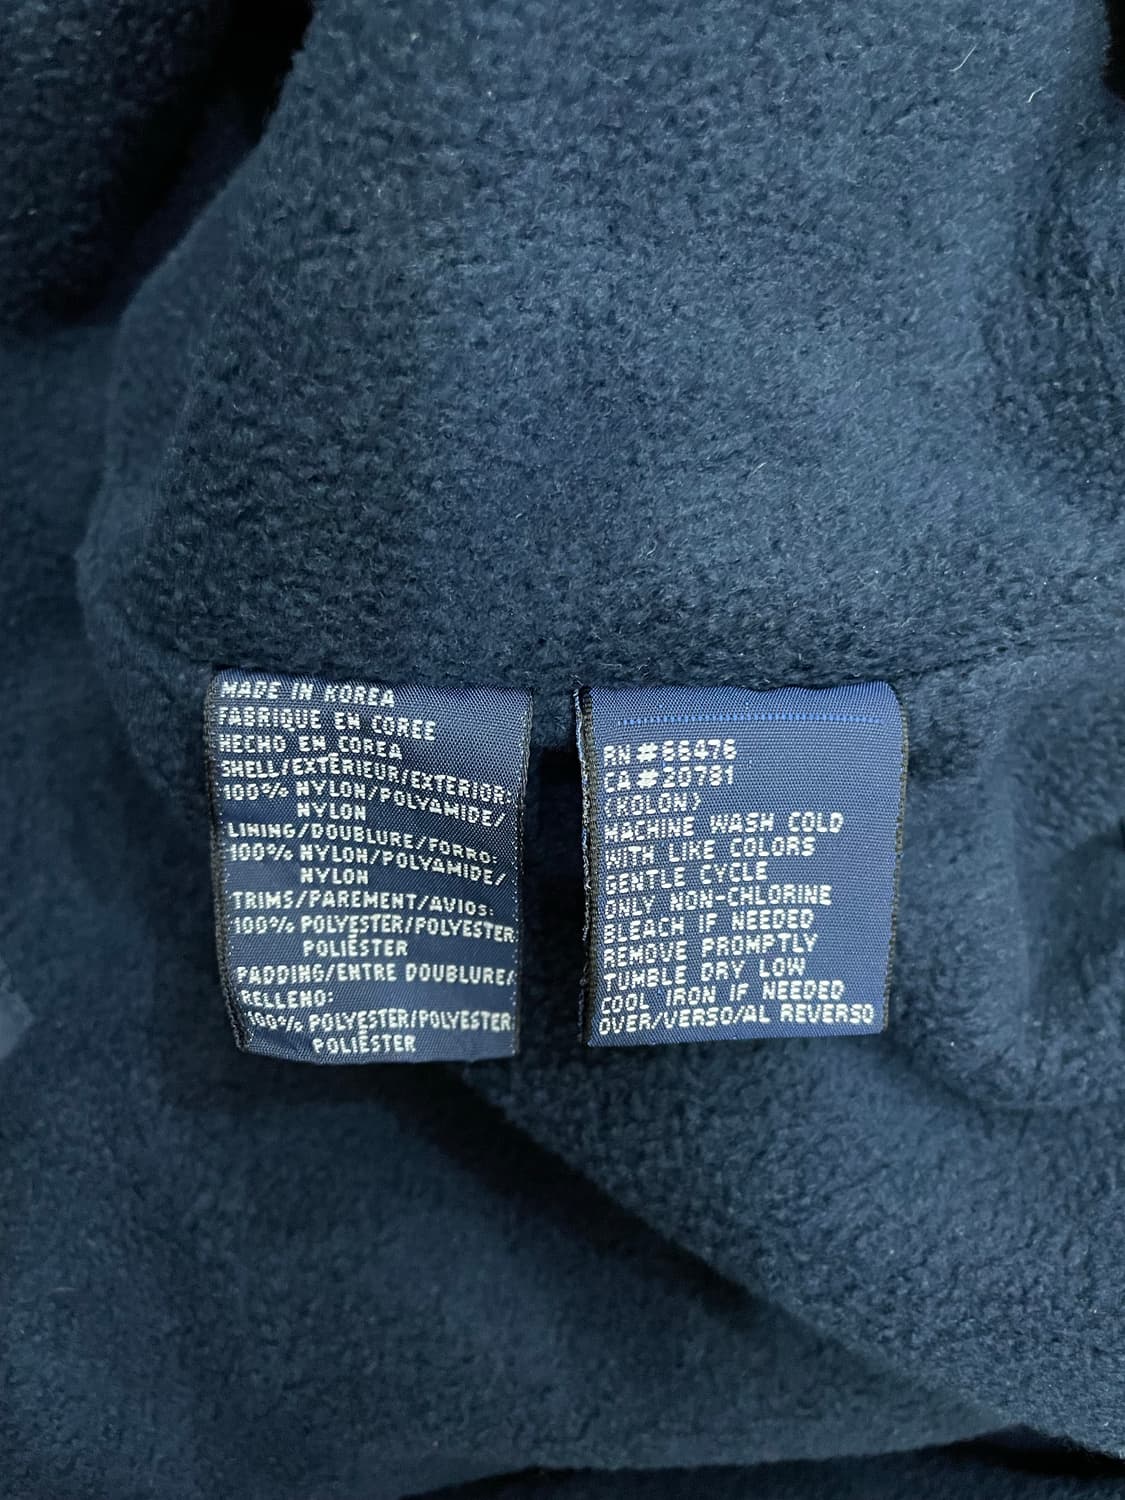 MADE IN KOREA
FABRIQUE EN COREE
HECHO EN COREA
SHELL/EXTÉRIEUR/EXTERIOR:
100% NYLON/POLYAMIDE/
NYLON
LINING/DOUBLURE/FORRO:
100% NYLON/POLYAMIDE/
NYLON
TRIMS/PAREMENT/AVIOS:
100% POLYESTER/POLYESTER
POLIÉSTER
PADDING/ENTRE DOUBLURE/
RELLENO:
100% POLYESTER/POLYESTER
POLIÉSTER
RN #66476
CA #20781
(KOLON)
MACHINE WASH COLD
WITH LIKE COLORS
GENTLE CYCLE
ONLY NON-CHLORINE
BLEACH IF NEEDED
REMOVE PROMPTLY
TUMBLE DRY LOW
COOL IRON IF NEEDED
OVER/VERSO/AL REVERSO